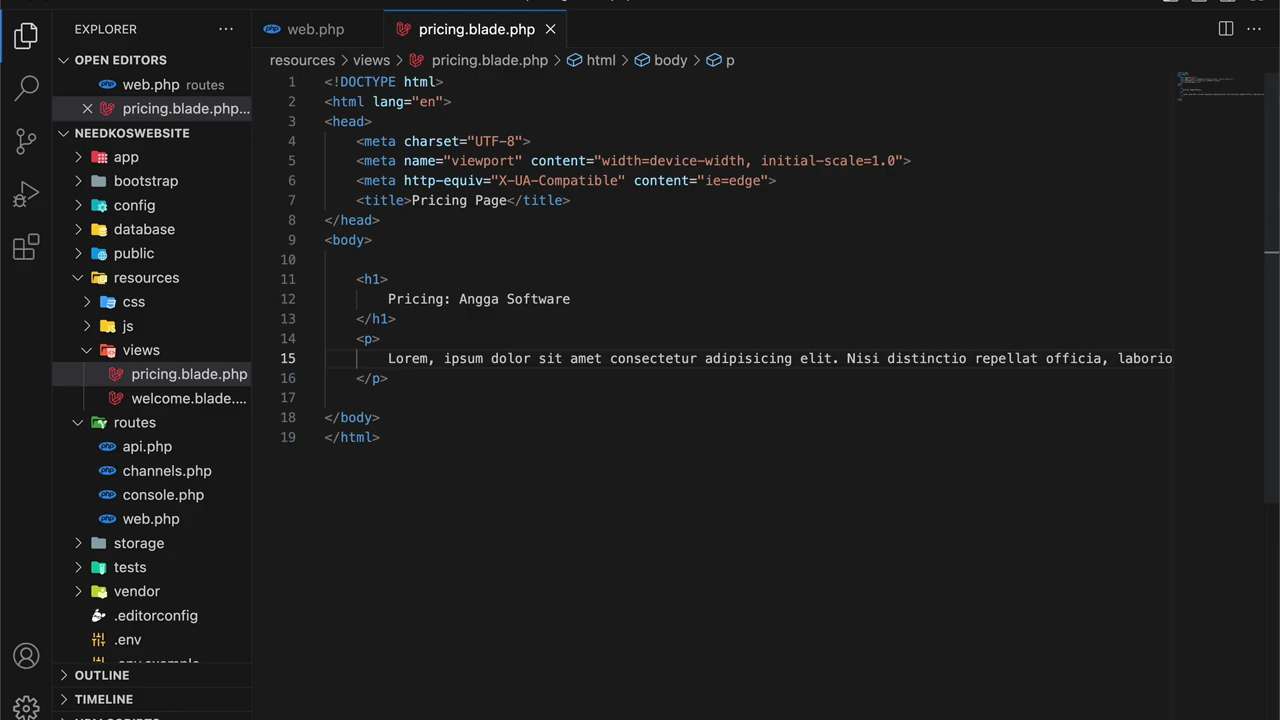 EXPLORER
OPEN EDITORS
web.php routes
pricing.blade.php...
NEEDKOSWEBSITE
app
bootstrap
config
database
public
resources
css
js
views
pricing.blade.php
welcome.blade....
routes
api.php
channels.php
console.php
web.php
storage
tests
vendor
.editorconfig
.env
OUTLINE
TIMELINE
web.php
pricing.blade.php
resources > views > pricing.blade.php > html > body > p
1 <!DOCTYPE html>
2 <html lang="en">
3 <head>
4 <meta charset="UTF-8">
5 <meta name="viewport" content="width=device-width, initial-scale=1.0">
6 <meta http-equiv="X-UA-Compatible" content="ie=edge">
7 <title>Pricing Page</title>
8 </head>
9 <body>
10
11 <h1>
12 Pricing: Angga Software
13 </h1>
14 <p>
15 Lorem, ipsum dolor sit amet consectetur adipisicing elit. Nisi distinctio repellat officia, laborio
16 </p>
17
18 </body>
19 </html>